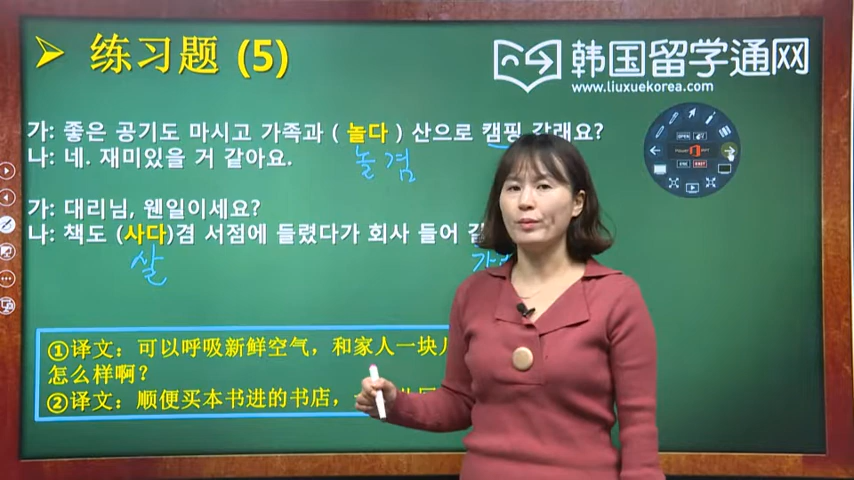 练习题 (5)
韩国留学通网
www.liuxuekorea.com
가: 좋은 공기도 마시고 가족과 ( 놀다 ) 산으로 캠핑 갈래요?
놀 겸
나: 네. 재미있을 거 같아요.
가: 대리님, 웬일이세요?
나: 책도 (사다)겸 서점에 들렸다가 회사 들어
살
①译文：可以呼吸新鲜空气，和家人一块
怎么样啊？
②译文：顺便买本书进的书店，